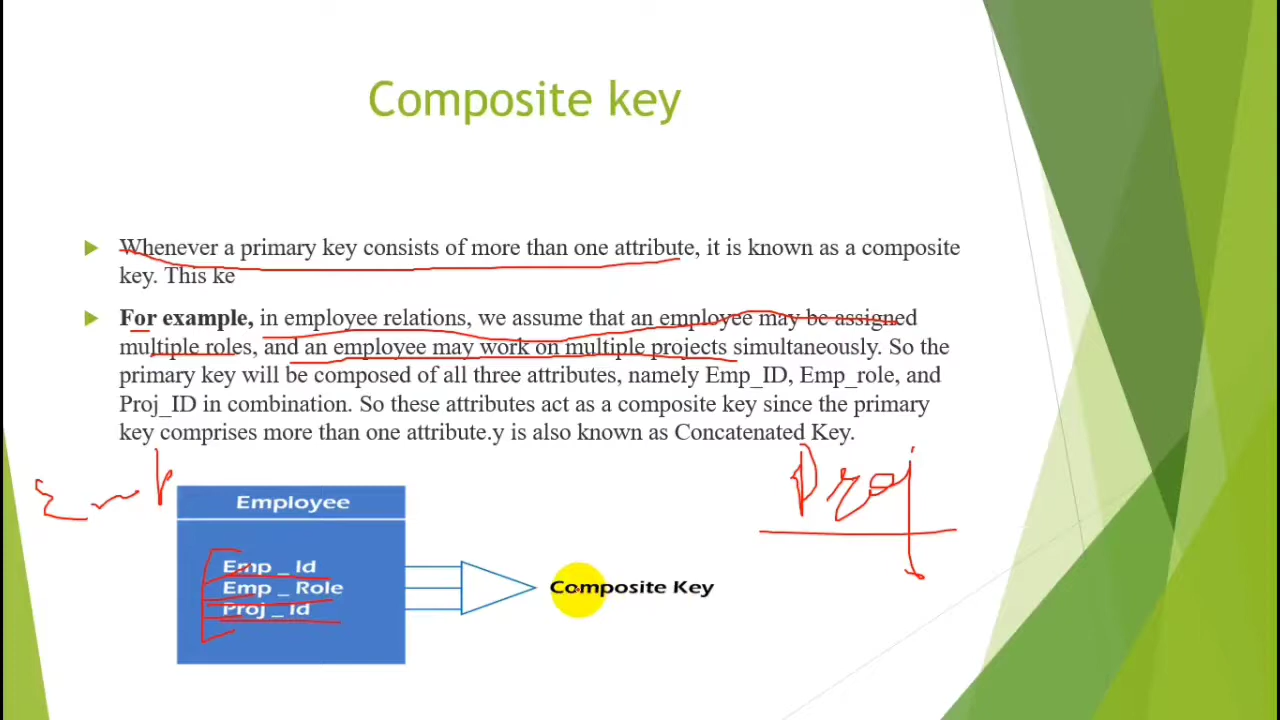 Composite key
Whenever a primary key consists of more than one attribute, it is known as a composite
key. This ke
For example, in employee relations, we assume that an employee may be assigned
multiple roles, and an employee may work on multiple projects simultaneously. So the
primary key will be composed of all three attributes, namely Emp_ID, Emp_role, and
Proj_ID in combination. So these attributes act as a composite key since the primary
key comprises more than one attribute.y is also known as Concatenated Key.
Emp
Proj
Employee
Emp _ Id
Emp _ Role
Proj _ Id
Composite Key